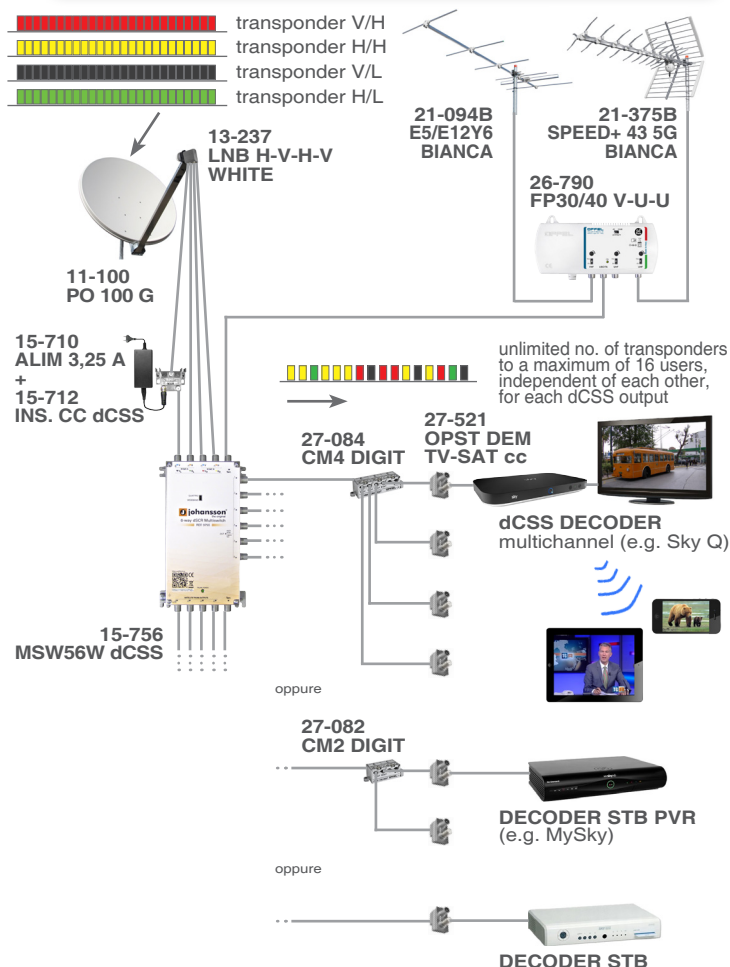 transponder V/H
transponder H/H
transponder V/L
transponder H/L
21-094B
E5/E12Y6
BIANCA
21-375B
SPEED+ 43 5G
BIANCA
13-237
LNB H-V-H-V
WHITE
26-790
FP30/40 V-U-U
11-100
PO 100 G
15-710
ALIM 3,25 A
+
15-712
INS. CC dCSS
unlimited no. of transponders
to a maximum of 16 users,
independent of each other,
for each dCSS output
27-084
CM4 DIGIT
27-521
OPST DEM
TV-SAT cc
johansson
dCSS DECODER
multichannel (e.g. Sky Q)
15-756
MSW56W dCSS
oppure
27-082
CM2 DIGIT
DECODER STB PVR
(e.g. MySky)
oppure
DECODER STB